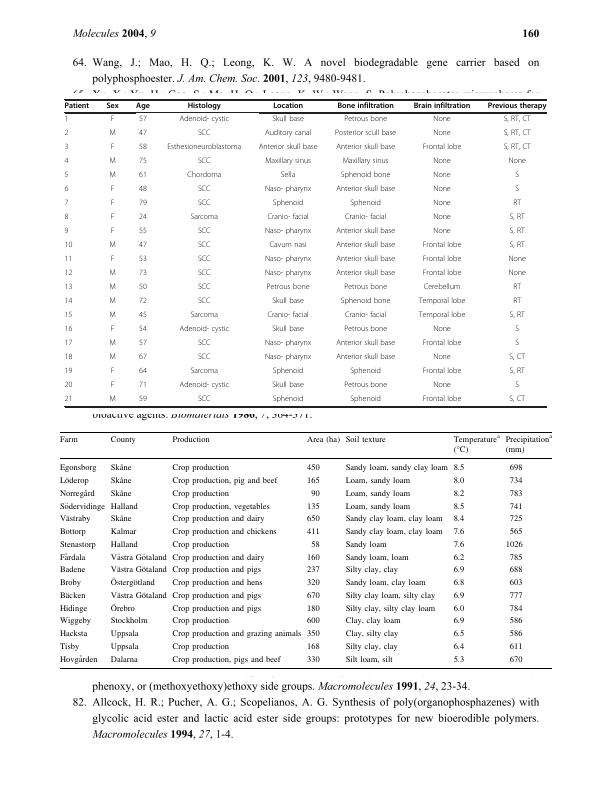 Molecules 2004, 9 160
64. Wang, J.; Mao, H. Q.; Leong, K. W. A novel biodegradable gene carrier based on
polyphosphoester. J. Am. Chem. Soc. 2001, 123, 9480-9481.
Patient Sex Age Histology Location Bone infiltration Brain infiltration Previous therapy
1 F 57 Adenoid- cystic Skull base Petrous bone None S, RT, CT
2 M 47 SCC Auditory canal Posterior scull base None S, RT, CT
3 F 58 Esthesioneuroblastoma Anterior skull base Anterior skull base Frontal lobe S, RT, CT
4 M 75 SCC Maxillary sinus Maxillary sinus None None
5 M 61 Chordoma Sella Sphenoid bone None S
6 F 48 SCC Naso- pharynx Anterior skull base None S
7 F 79 SCC Sphenoid Sphenoid None RT
8 F 24 Sarcoma Cranio- facial Cranio- facial None S, RT
9 F 55 SCC Naso- pharynx Anterior skull base None S, RT
10 M 47 SCC Cavum nasi Anterior skull base Frontal lobe S, RT
11 F 53 SCC Naso- pharynx Anterior skull base Frontal lobe None
12 M 73 SCC Naso- pharynx Anterior skull base Frontal lobe None
13 M 50 SCC Petrous bone Petrous bone Cerebellum RT
14 M 72 SCC Skull base Sphenoid bone Temporal lobe RT
15 M 45 Sarcoma Cranio- facial Cranio- facial Temporal lobe S, RT
16 F 54 Adenoid- cystic Skull base Petrous bone None S
17 M 57 SCC Naso- pharynx Anterior skull base Frontal lobe S
18 M 67 SCC Naso- pharynx Anterior skull base None S, CT
19 F 64 Sarcoma Sphenoid Sphenoid Frontal lobe S, RT
20 F 71 Adenoid- cystic Skull base Petrous bone None S
21 M 59 SCC Sphenoid Sphenoid Frontal lobe S, CT
bioactive agents. Biomaterials 1986, 7, 364-371.
Farm County Production Area (ha) Soil texture Temperatureᵃ Precipitationᵃ
(°C) (mm)
Egonsborg Skåne Crop production 450 Sandy loam, sandy clay loam 8.5 698
Löderop Skåne Crop production, pig and beef 165 Loam, sandy loam 8.0 734
Norregård Skåne Crop production 90 Loam, sandy loam 8.2 783
Södervidinge Halland Crop production, vegetables 135 Loam, sandy loam 8.5 741
Västraby Skåne Crop production and dairy 650 Sandy clay loam, clay loam 8.4 725
Bottorp Kalmar Crop production and chickens 411 Sandy clay loam, sandy loam 7.6 565
Stenastorp Halland Crop production 58 Sandy loam 7.6 1026
Färdala Västra Götaland Crop production and dairy 160 Sandy loam, loam 6.2 785
Badene Västra Götaland Crop production and pigs 237 Silty clay, clay 6.9 688
Broby Östergötland Crop production and hens 320 Sandy loam, clay loam 6.8 603
Bäcken Västra Götaland Crop production and pigs 670 Silty clay loam, silty clay 6.9 777
Hidinge Örebro Crop production and pigs 180 Silty clay, silty clay loam 6.0 784
Wiggeby Stockholm Crop production 600 Clay, clay loam 6.9 586
Hacksta Uppsala Crop production and grazing animals 350 Clay, silty clay 6.5 586
Tisby Uppsala Crop production 168 Silty clay, clay 6.4 611
Hovgården Dalarna Crop production, pigs and beef 330 Silt loam, silt 5.3 670
phenoxy, or (methoxyethoxy)ethoxy side groups. Macromolecules 1991, 24, 23-34.
82. Allcock, H. R.; Pucher, A. G.; Scopelianos, A. G. Synthesis of poly(organophosphazenes) with
glycolic acid ester and lactic acid ester side groups: prototypes for new bioerodible polymers.
Macromolecules 1994, 27, 1-4.